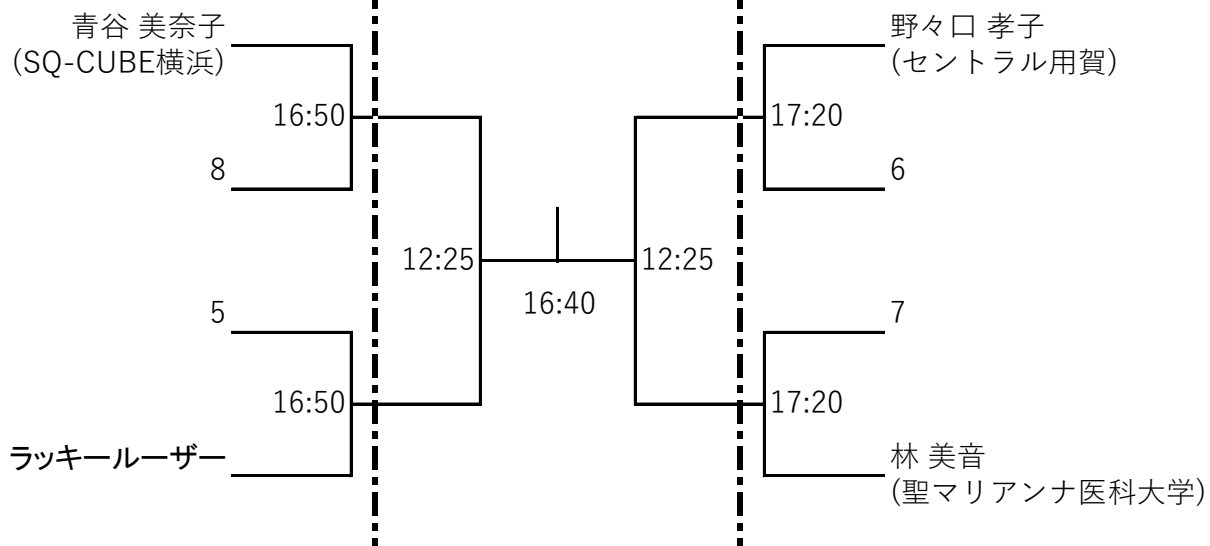 青谷 美奈子
(SQ-CUBE横浜)
16:50
8
12:25
5
16:50
ラッキールーザー
16:40
野々口 孝子
(セントラル用賀)
17:20
6
12:25
7
17:20
林 美音
(聖マリアンナ医科大学)